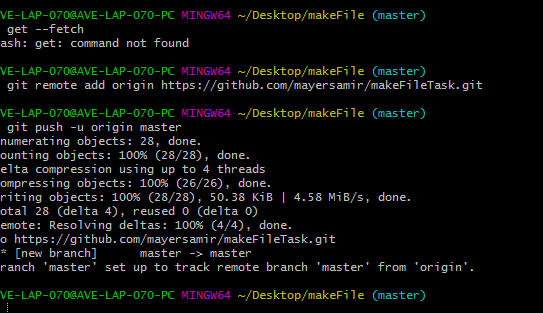 VE-LAP-070@AVE-LAP-070-PC MINGW64 ~/Desktop/makeFile (master)
get --fetch
ash: get: command not found
VE-LAP-070@AVE-LAP-070-PC MINGW64 ~/Desktop/makeFile (master)
git remote add origin https://github.com/mayersamir/makeFileTask.git
VE-LAP-070@AVE-LAP-070-PC MINGW64 ~/Desktop/makeFile (master)
git push -u origin master
numerating objects: 28, done.
ounting objects: 100% (28/28), done.
elta compression using up to 4 threads
ompressing objects: 100% (26/26), done.
riting objects: 100% (28/28), 50.38 KiB | 4.58 MiB/s, done.
otal 28 (delta 4), reused 0 (delta 0)
emote: Resolving deltas: 100% (4/4), done.
o https://github.com/mayersamir/makeFileTask.git
* [new branch]      master -> master
ranch 'master' set up to track remote branch 'master' from 'origin'.
VE-LAP-070@AVE-LAP-070-PC MINGW64 ~/Desktop/makeFile (master)